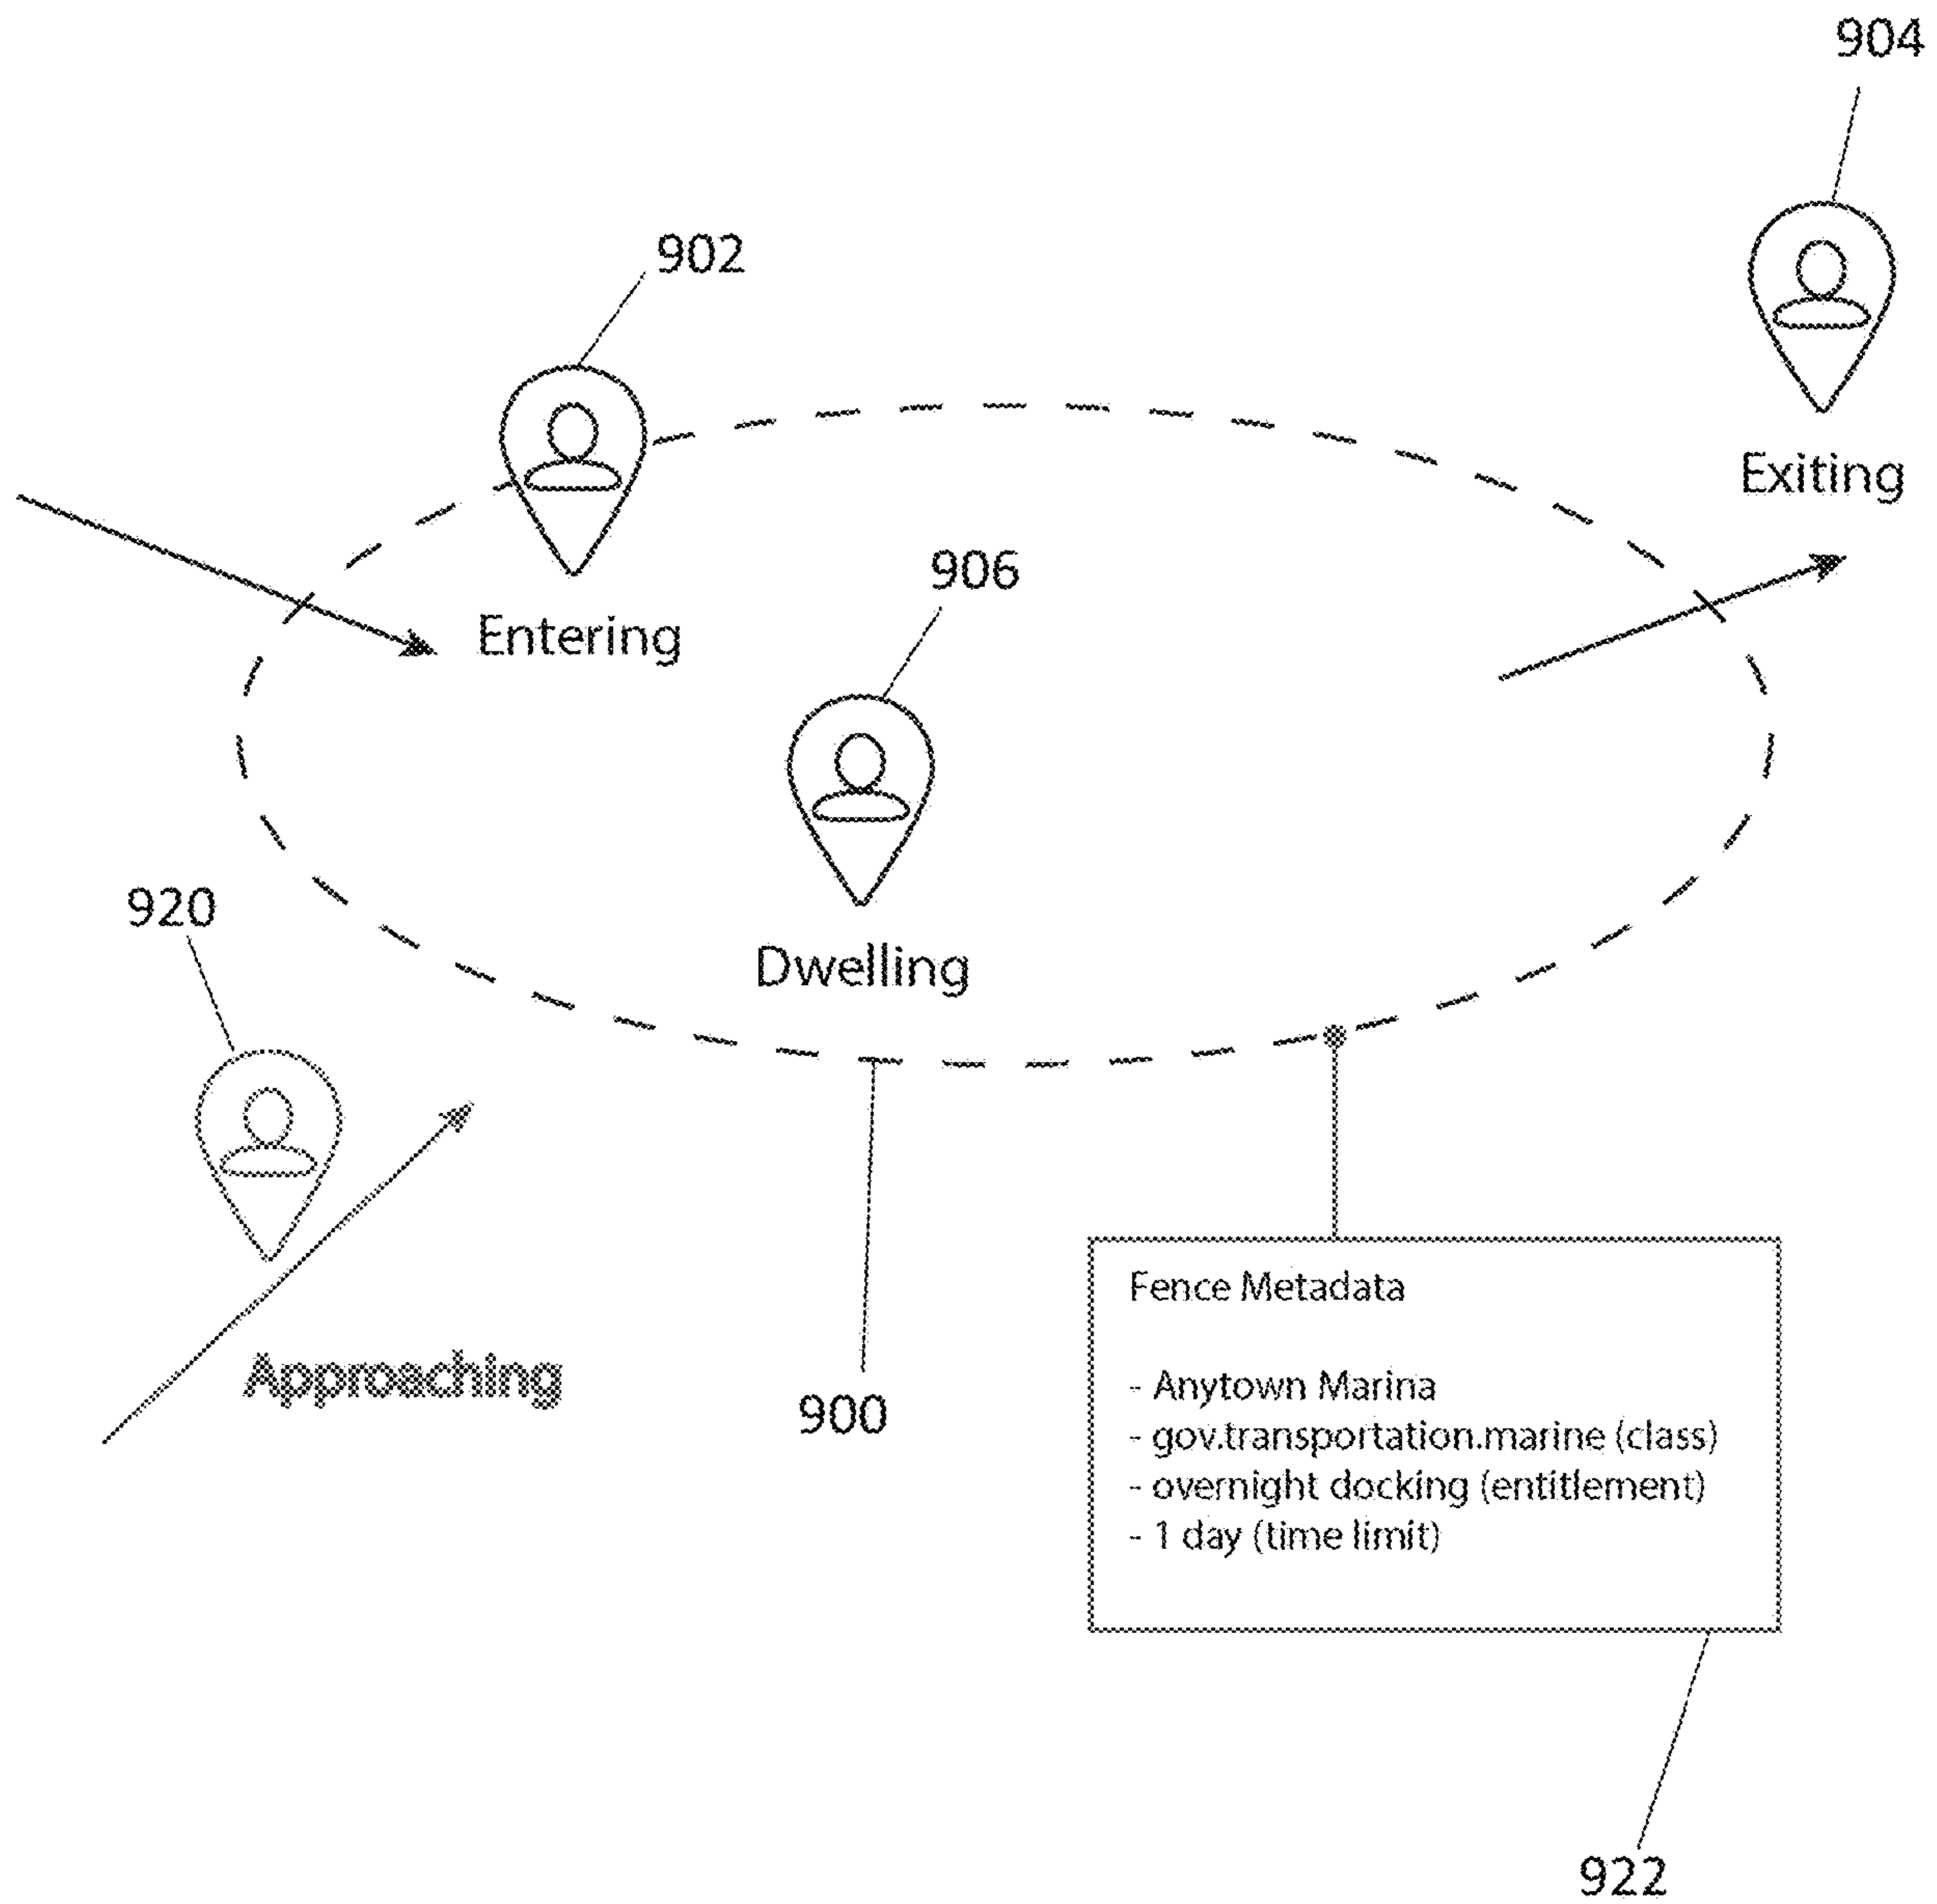 904
902
Exiting
906
Entering
920
Dwelling
Fence Metadata
Approaching
900
- Anytown Marina
- gov.transportation.marine (class)
- overnight docking (entitlement)
- 1 day (time limit)
922